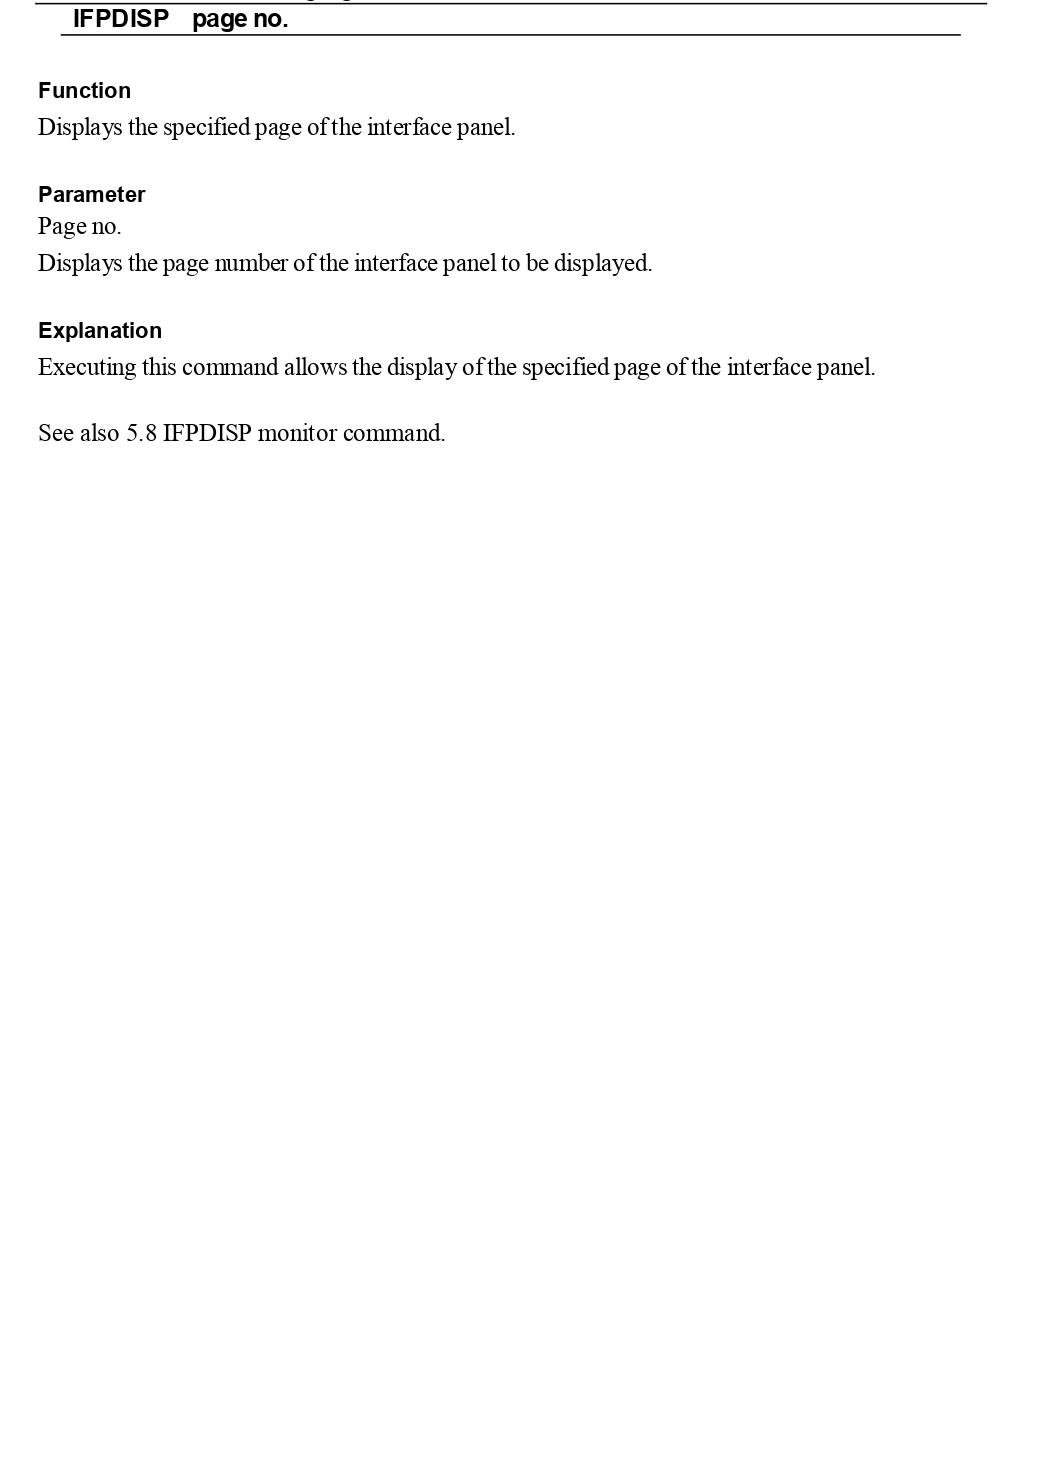 IFPDISP page no.
Function
Displays the specified page of the interface panel.
Parameter
Page no.
Displays the page number of the interface panel to be displayed.
Explanation
Executing this command allows the display of the specified page of the interface panel.
See also 5.8 IFPDISP monitor command.